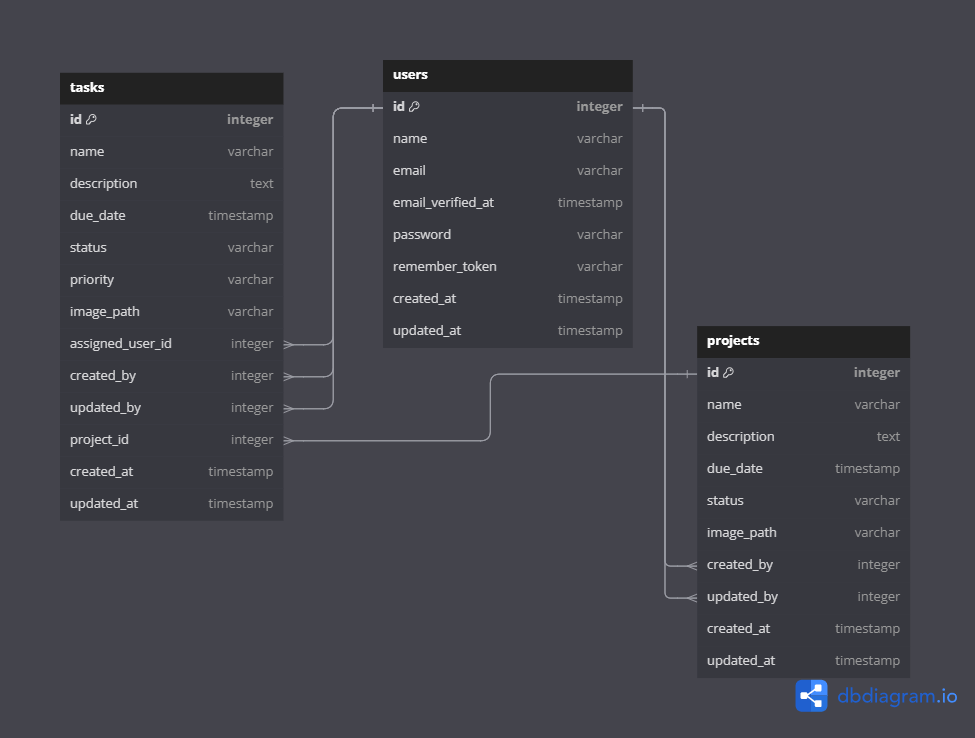 tasks
id integer
name varchar
description text
due_date timestamp
status varchar
priority varchar
image_path varchar
assigned_user_id integer
created_by integer
updated_by integer
project_id integer
created_at timestamp
updated_at timestamp
users
id integer
name varchar
email varchar
email_verified_at timestamp
password varchar
remember_token varchar
created_at timestamp
updated_at timestamp
projects
id integer
name varchar
description text
due_date timestamp
status varchar
image_path varchar
created_by integer
updated_by integer
created_at timestamp
updated_at timestamp
dbdiagram.io